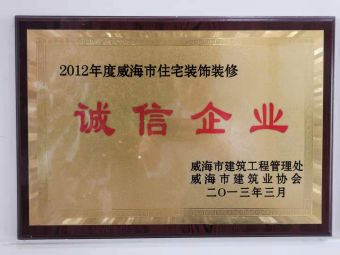 2012年度威海市住宅装饰装修
诚信企业
威海市建筑工程管理处
威海市建筑业协会
二〇一三年三月